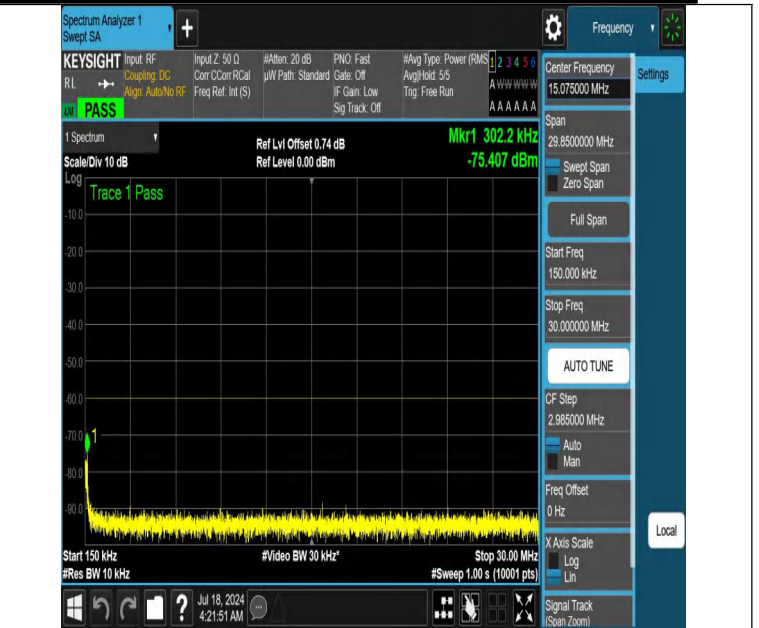 Spectrum Analyzer 1
Swept SA
+
Frequency
KEYSIGHT
RL
PASS
Input: RF
Coupling: DC
Align: Auto/No RF
Input Z: 50 Ω
Corr CCorr RCal
Freq Ref: Int (S)
#Atten: 20 dB
µW Path: Standard
PNO: Fast
Gate: Off
IF Gain: Low
Sig Track: Off
#Avg Type: Power (RMS
Avg|Hold: 5/5
Trig: Free Run
1 2 3 4 5 6
A W W W W W
A A A A A A
1 Spectrum
Scale/Div 10 dB
Ref Lvl Offset 0.74 dB
Ref Level 0.00 dBm
Mkr1 302.2 kHz
-75.407 dBm
Log
Trace 1 Pass
-10.0
-20.0
-30.0
-40.0
-50.0
-60.0
-70.0
1
-80.0
-90.0
Start 150 kHz
#Video BW 30 kHz*
Stop 30.00 MHz
#Res BW 10 kHz
#Sweep 1.00 s (10001 pts)
?
Jul 18, 2024
4:21:51 AM
Center Frequency
15.075000 MHz
Settings
Span
29.8500000 MHz
Swept Span
Zero Span
Full Span
Start Freq
150.000 kHz
Stop Freq
30.000000 MHz
AUTO TUNE
CF Step
2.985000 MHz
Auto
Man
Freq Offset
0 Hz
X Axis Scale
Log
Lin
Local
Signal Track
(Span Zoom)